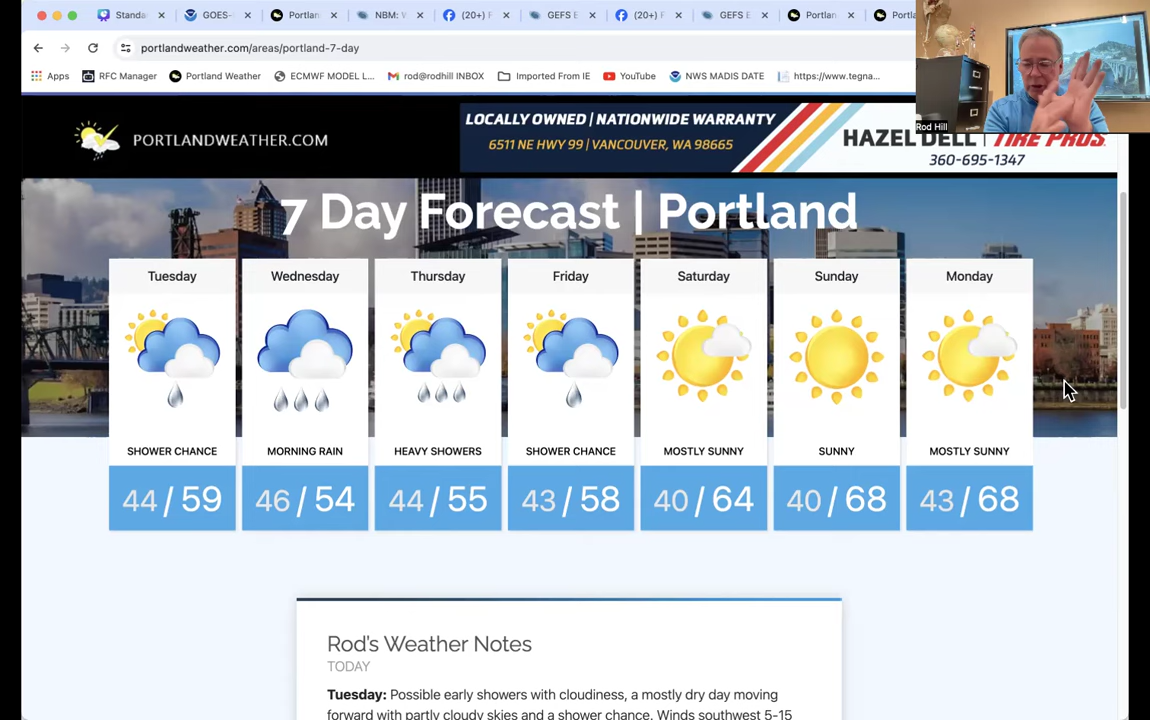 Standa
GOES-
Portlan
NBM: V
(20+) F
GEFS E
(20+) F
GEFS E
Portlan
Portla
portlandweather.com/areas/portland-7-day
Apps
RFC Manager
Portland Weather
ECMWF MODEL L...
rod@rodhill INBOX
Imported From IE
YouTube
NWS MADIS DATE
https://www.tegna...
Rod Hill
PORTLANDWEATHER.COM
LOCALLY OWNED | NATIONWIDE WARRANTY
6511 NE HWY 99 | VANCOUVER, WA 98665
HAZEL DELL TIRE PROS.
360-695-1347
7 Day Forecast | Portland
Tuesday
Wednesday
Thursday
Friday
Saturday
Sunday
Monday
SHOWER CHANCE
MORNING RAIN
HEAVY SHOWERS
SHOWER CHANCE
MOSTLY SUNNY
SUNNY
MOSTLY SUNNY
44 / 59
46 / 54
44 / 55
43 / 58
40 / 64
40 / 68
43 / 68
Rod's Weather Notes
TODAY
Tuesday: Possible early showers with cloudiness, a mostly dry day moving
forward with partly cloudy skies and a shower chance. Winds southwest 5-15